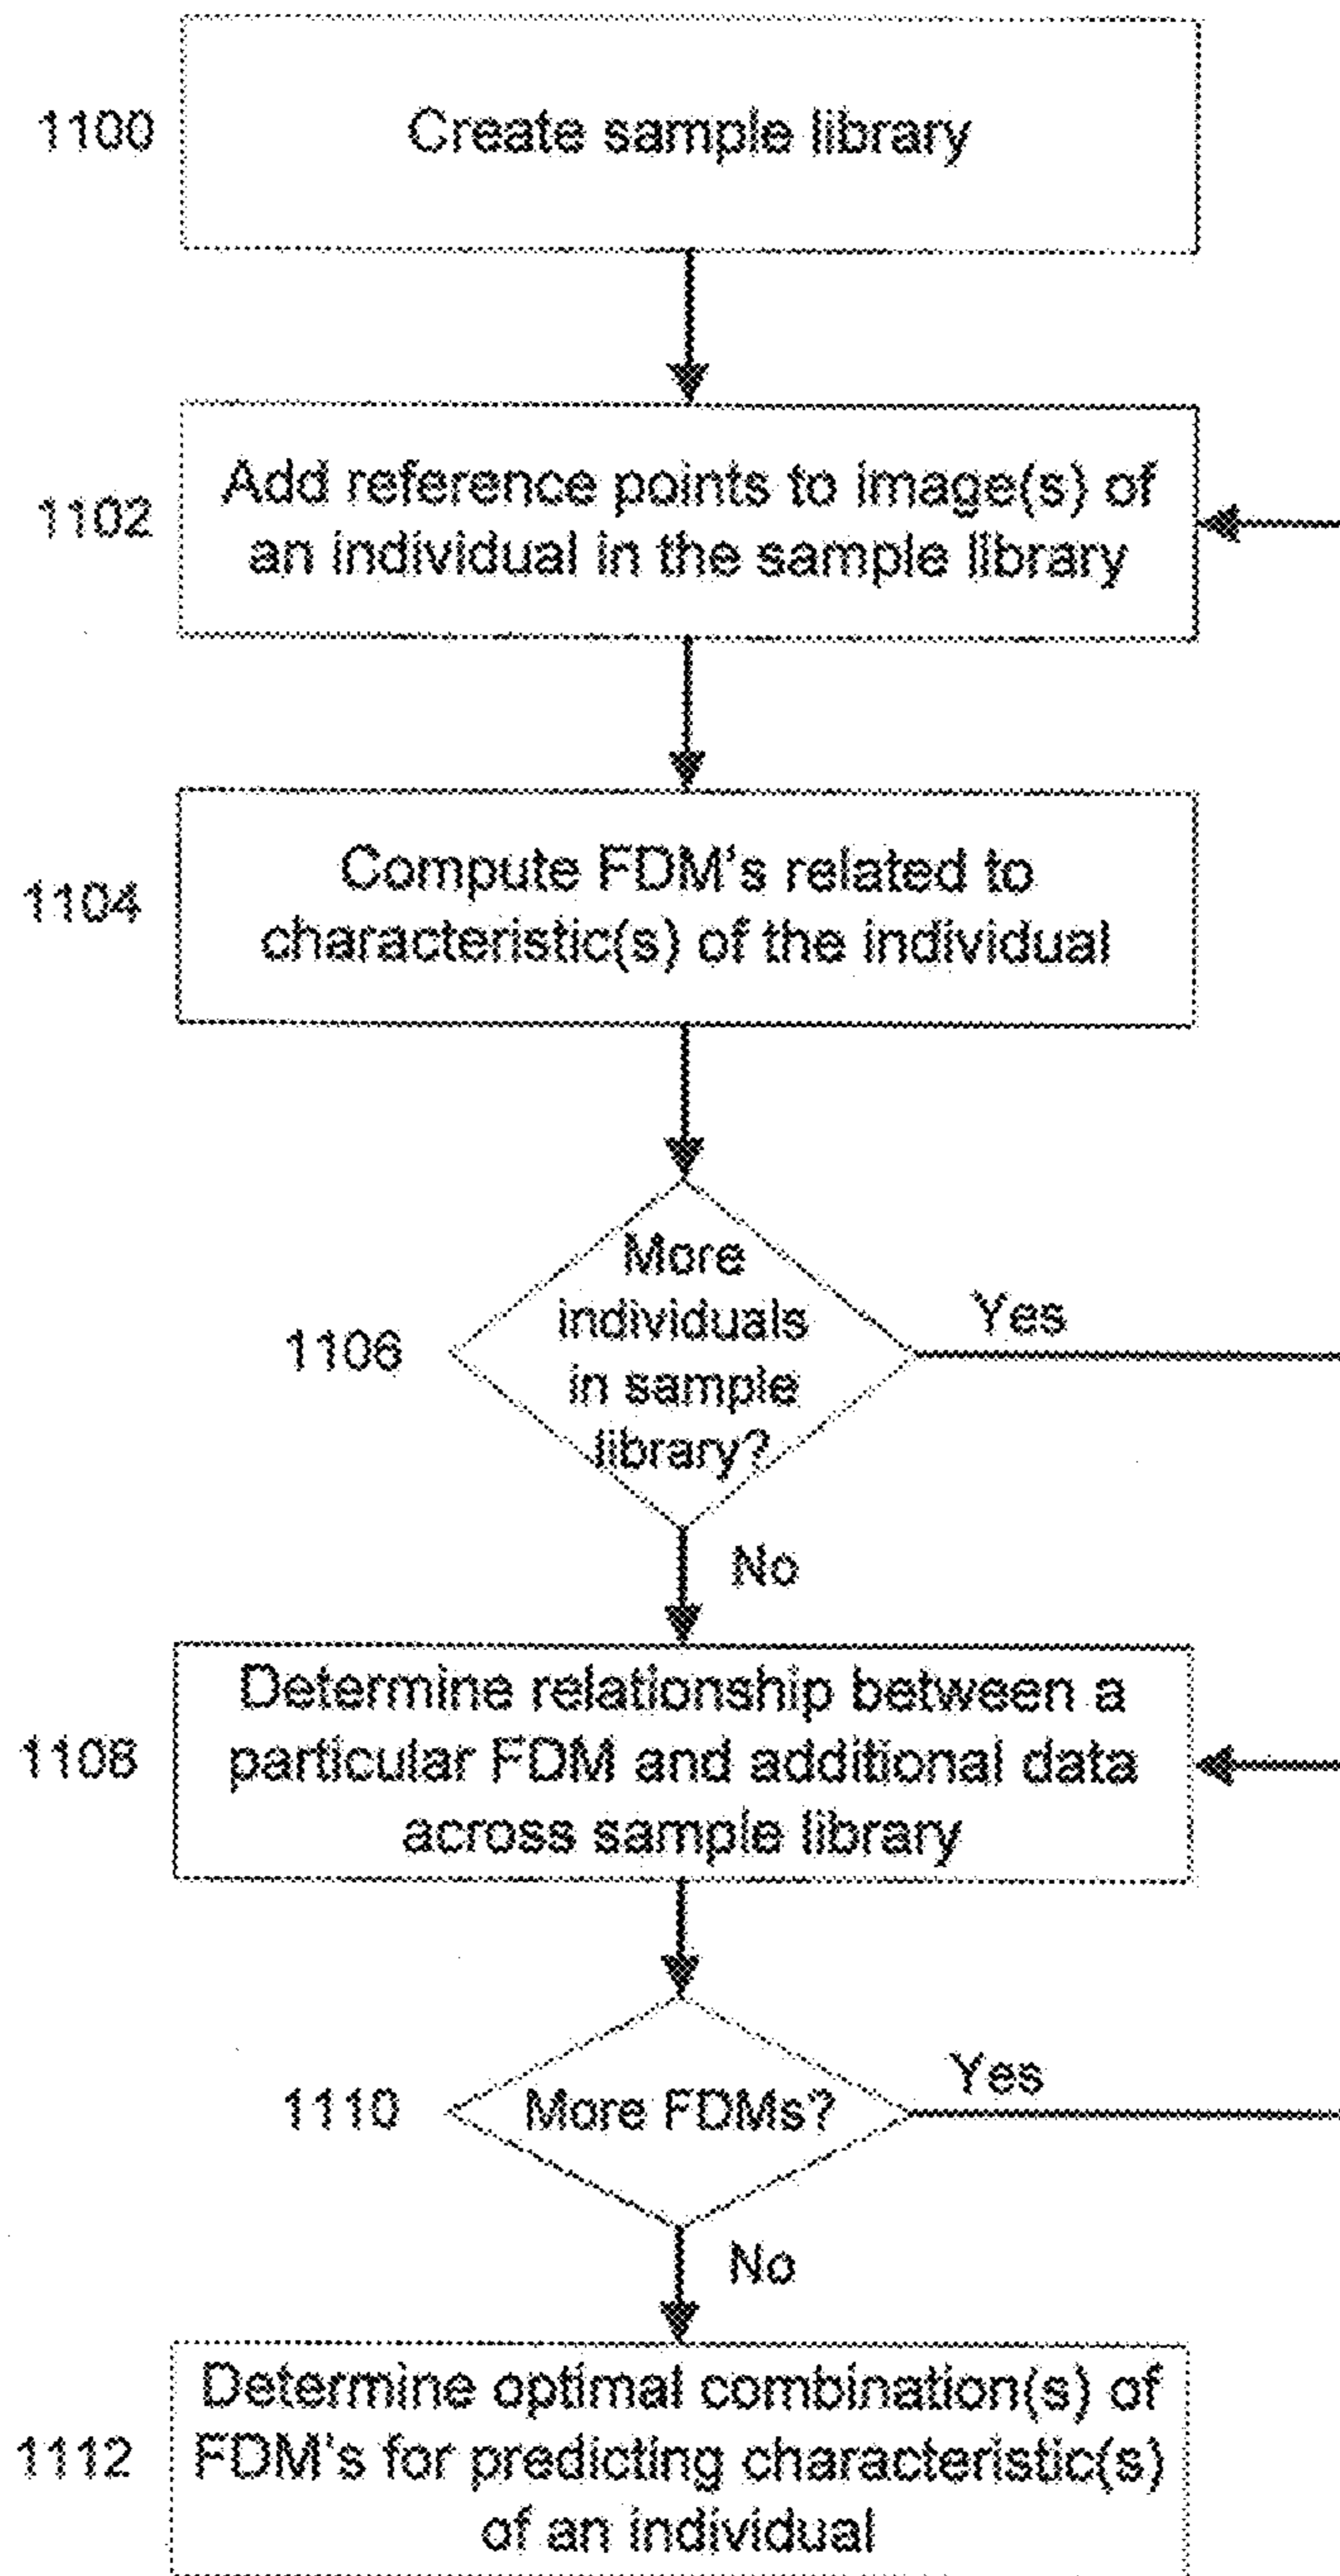 1100
Create sample library
1102
Add reference points to image(s) of
an individual in the sample library
1104
Compute FDM's related to
characteristic(s) of the individual
1106
More
individuals
in sample
library?
Yes
No
1108
Determine relationship between a
particular FDM and additional data
across sample library
1110
More FDMs?
Yes
No
1112
Determine optimal combination(s) of
FDM's for predicting characteristic(s)
of an individual